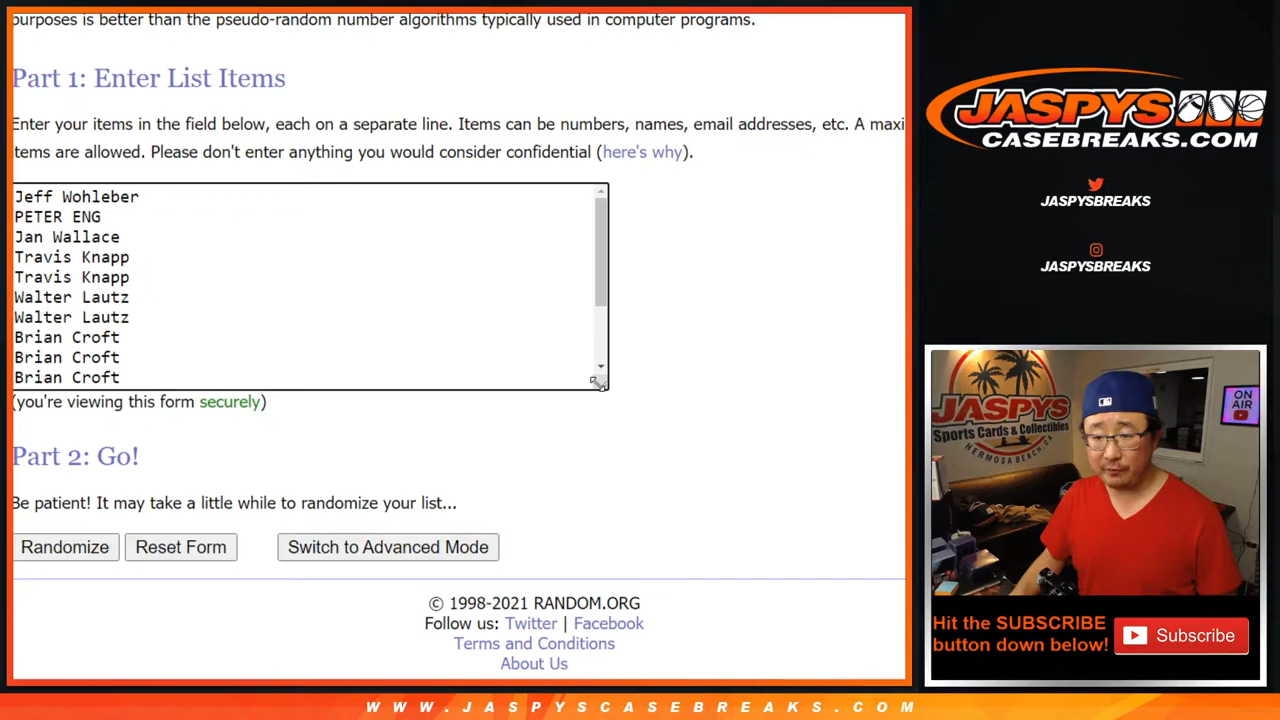 purposes is better than the pseudo-random number algorithms typically used in computer programs.
Part 1: Enter List Items
Enter your items in the field below, each on a separate line. Items can be numbers, names, email addresses, etc. A maxi
items are allowed. Please don't enter anything you would consider confidential (here's why).
Jeff Wohleber
PETER ENG
Jan Wallace
Travis Knapp
Travis Knapp
Walter Lautz
Walter Lautz
Brian Croft
Brian Croft
Brian Croft
(you're viewing this form securely)
Part 2: Go!
Be patient! It may take a little while to randomize your list...
Randomize
Reset Form
Switch to Advanced Mode
© 1998-2021 RANDOM.ORG
Follow us: Twitter | Facebook
Terms and Conditions
About Us
JASPYS
CASEBREAKS.COM
JASPYSBREAKS
JASPYSBREAKS
JASPYS
Sports Cards & Collectibles
HERMOSA BEACH, CA
ON AIR
Hit the SUBSCRIBE
button down below!
Subscribe
WWW.JASPYSCASEBREAKS.COM